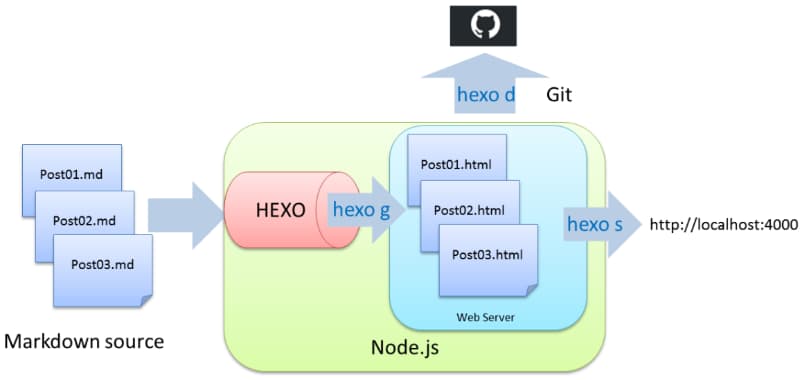 hexo d
Git
Post01.md
Post02.md
Post03.md
Markdown source
HEXO
hexo g
Post01.html
Post02.html
Post03.html
Web Server
Node.js
hexo s
http://localhost:4000